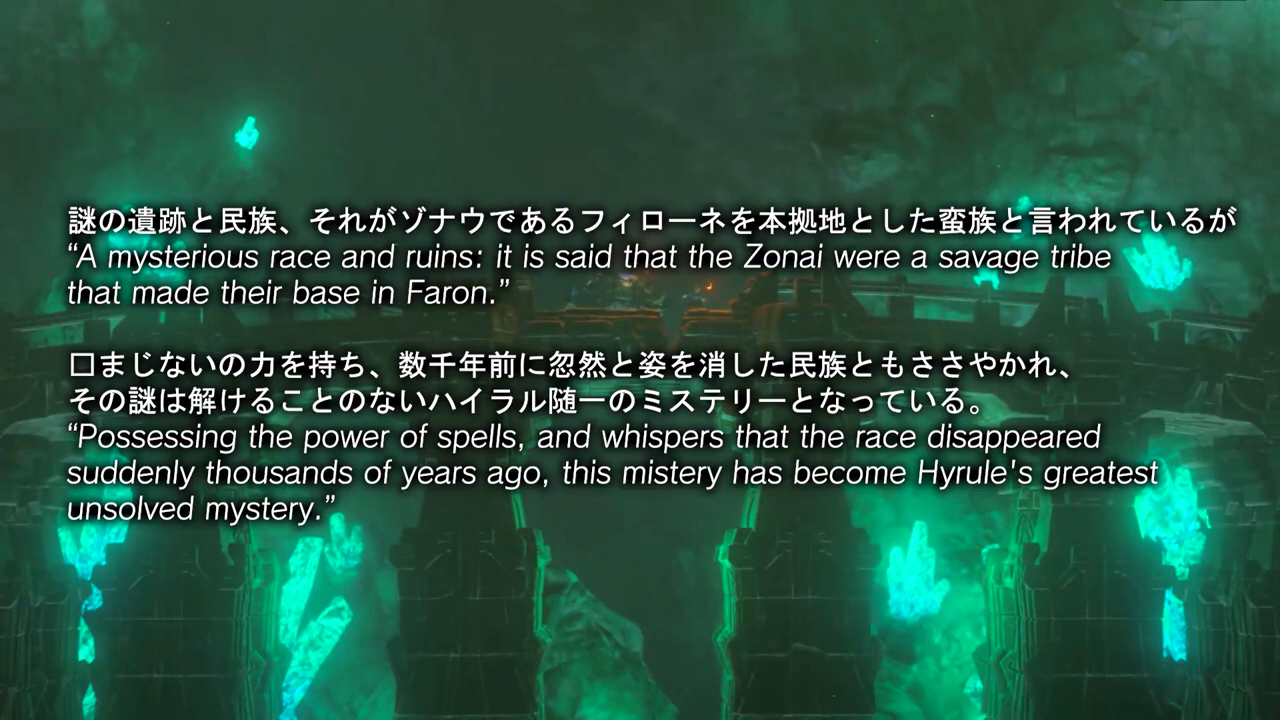 謎の遺跡と民族、それがゾナウであるフィローネを本拠地とした蛮族と言われているが
“A mysterious race and ruins: it is said that the Zonai were a savage tribe
that made their base in Faron.”
口まじないの力を持ち、数千年前に忽然と姿を消した民族ともささやかれ、
その謎は解けることのないハイラル随一のミステリーとなっている。
“Possessing the power of spells, and whispers that the race disappeared
suddenly thousands of years ago, this mistery has become Hyrule's greatest
unsolved mystery.”